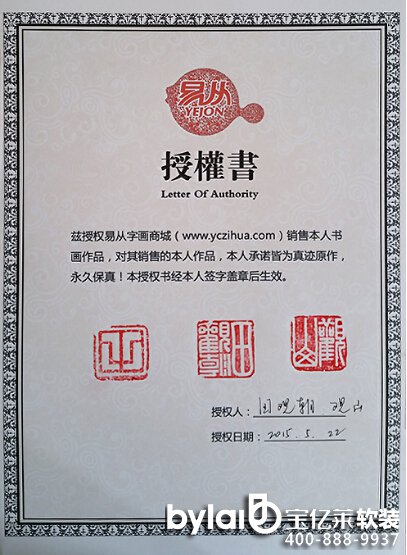 易从
YEJON
授權書
Letter Of Authority
兹授权易从字画商城（www.yczihua.com）销售本人书
画作品，对其销售的本人作品，本人承诺皆为真迹原作，
永久保真！本授权书经本人签字盖章后生效。
授权人：
授权日期：2015.5.22
bylai 宝亿莱软装
400-888-9937